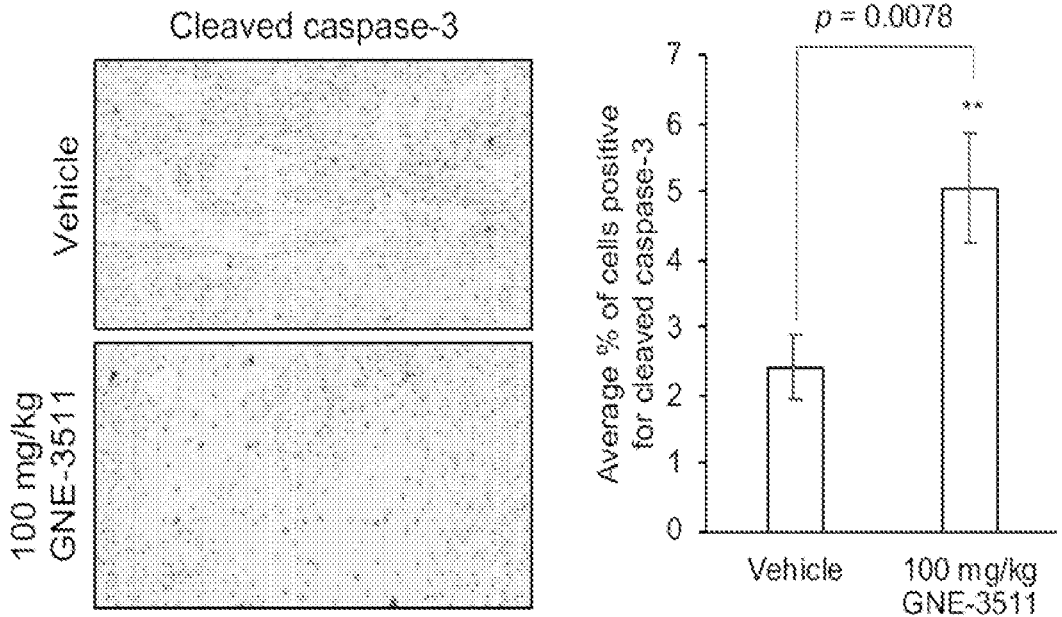 Cleaved caspase-3
Vehicle
100 mg/kg
GNE-3511
p = 0.0078
**
Average % of cells positive
for cleaved caspase-3
7
6
5
4
3
2
1
0
Vehicle
100 mg/kg
GNE-3511